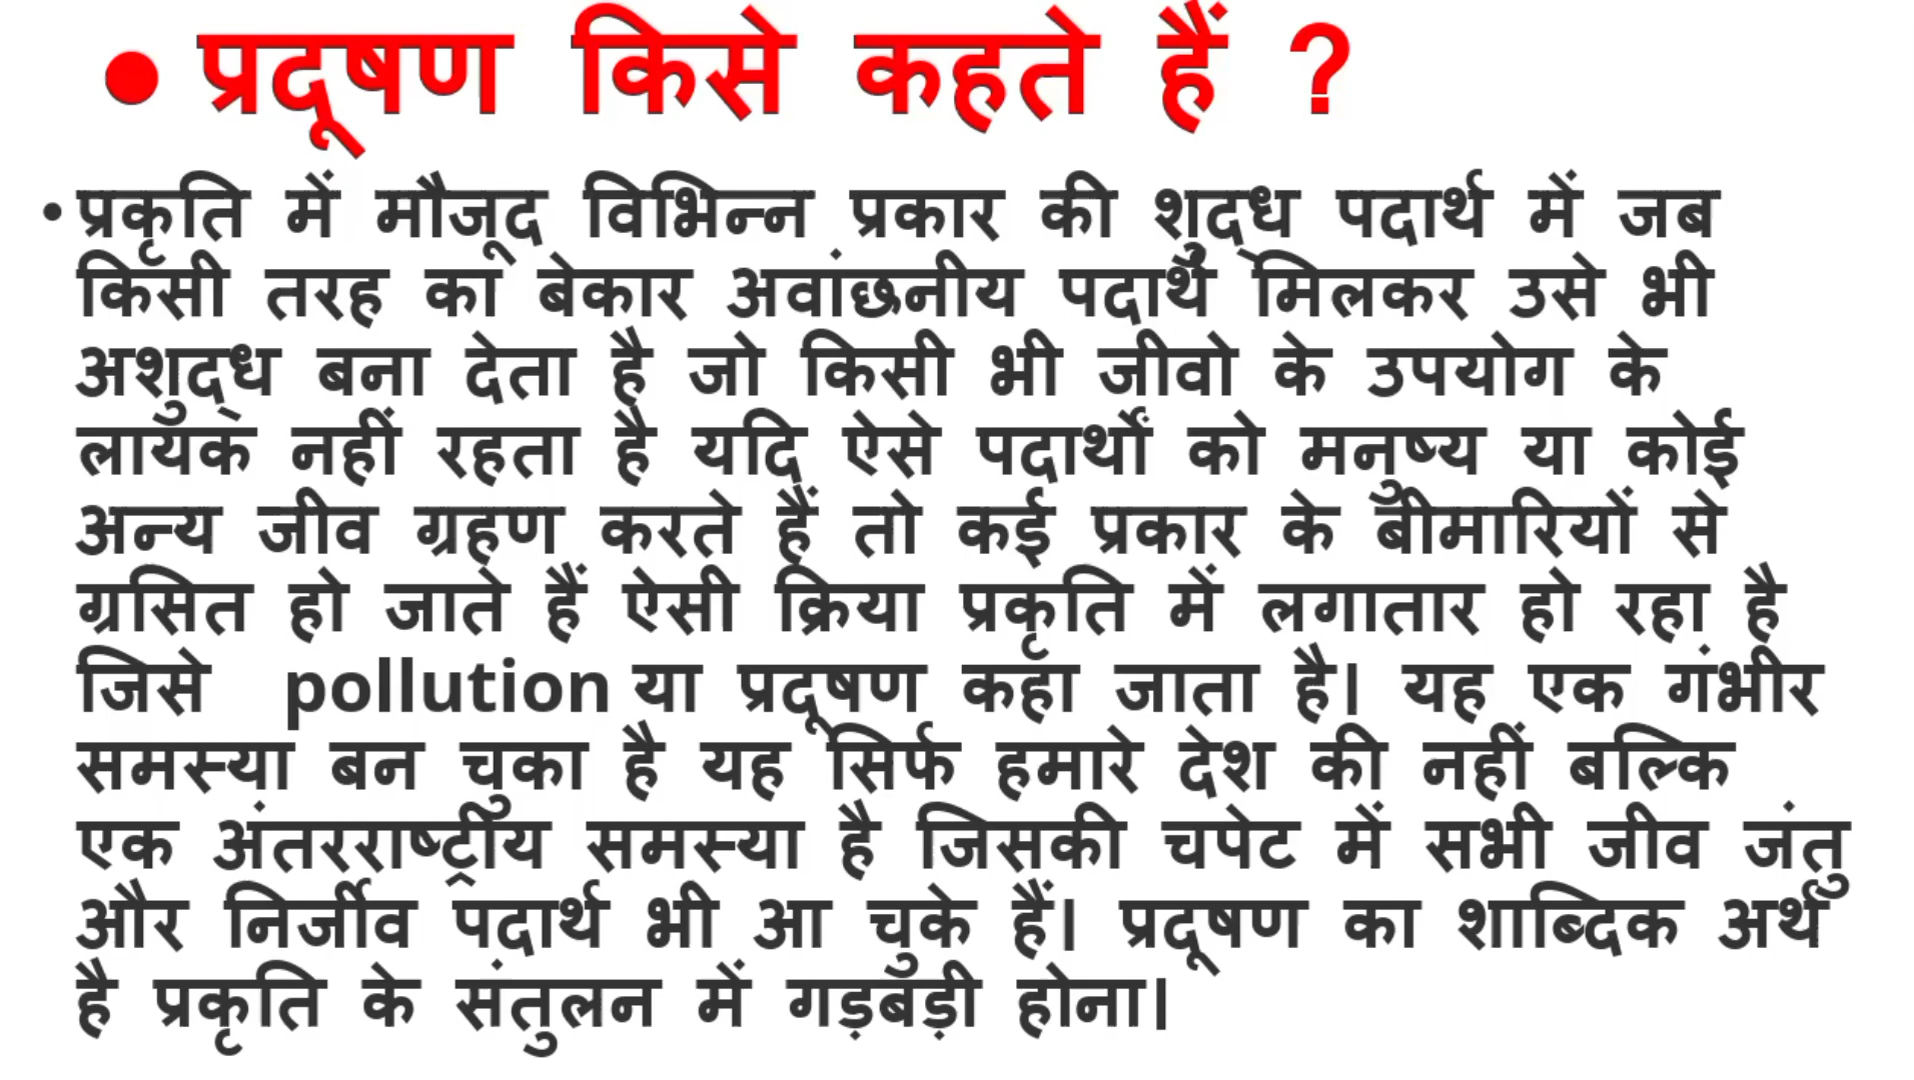 • प्रदूषण किसे कहते हैं ?
• प्रकृति में मौजूद विभिन्न प्रकार की शुद्ध पदार्थ में जब
किसी तरह का बेकार अवांछनीय पदार्थ मिलकर उसे भी
अशुद्ध बना देता है जो किसी भी जीवो के उपयोग के
लायक नहीं रहता है यदि ऐसे पदार्थों को मनुष्य या कोई
अन्य जीव ग्रहण करते हैं तो कई प्रकार के बीमारियों से
ग्रसित हो जाते हैं ऐसी क्रिया प्रकृति में लगातार हो रहा है
जिसे pollution या प्रदूषण कहा जाता है। यह एक गंभीर
समस्या बन चुका है यह सिर्फ हमारे देश की नहीं बल्कि
एक अंतरराष्ट्रीय समस्या है जिसकी चपेट में सभी जीव जंतु
और निर्जीव पदार्थ भी आ चुके हैं। प्रदूषण का शाब्दिक अर्थ
है प्रकृति के संतुलन में गड़बड़ी होना।